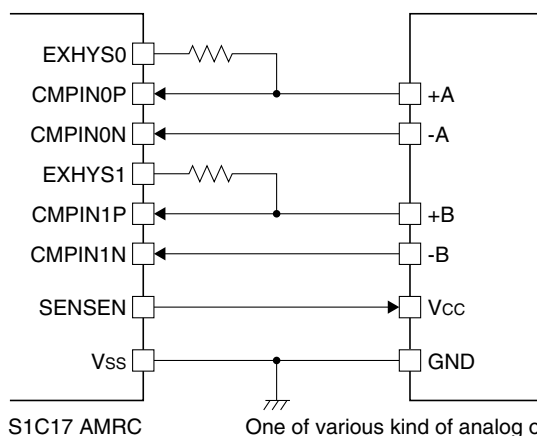 EXHYS0
CMPIN0P
+A
CMPIN0N
-A
EXHYS1
CMPIN1P
+B
CMPIN1N
-B
SENSEN
VCC
VSS
GND
S1C17 AMRC
One of various kind of analog